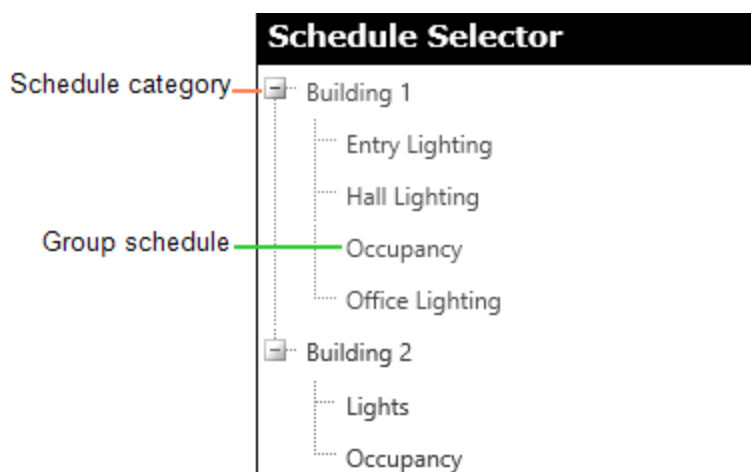 Schedule Selector
Schedule category
Building 1
Entry Lighting
Hall Lighting
Group schedule
Occupancy
Office Lighting
Building 2
Lights
Occupancy